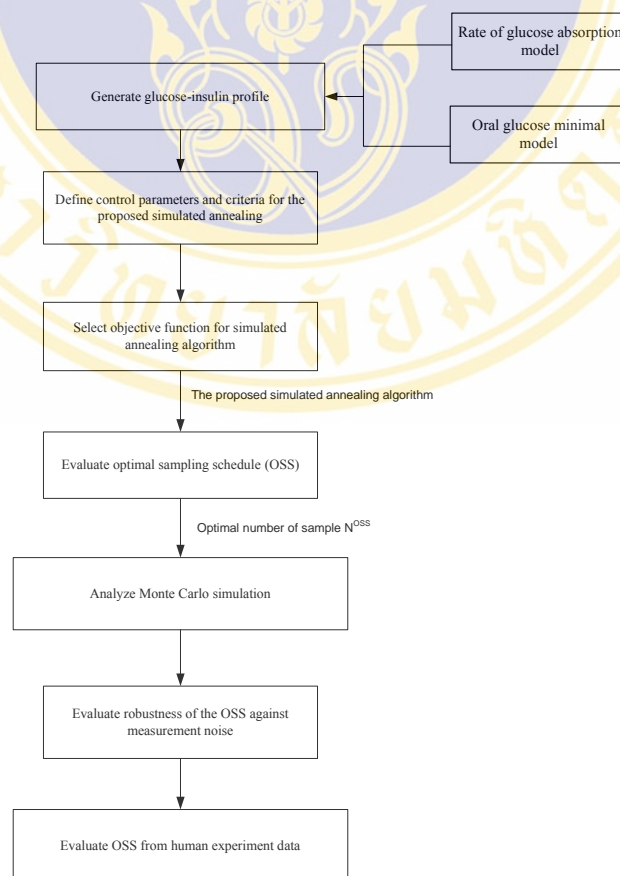 Rate of glucose absorption
model
Generate glucose-insulin profile
Oral glucose minimal
model
Define control parameters and criteria for the
proposed simulated annealing
Select objective function for simulated
annealing algorithm
The proposed simulated annealing algorithm
Evaluate optimal sampling schedule (OSS)
Optimal number of sample N^OSS
Analyze Monte Carlo simulation
Evaluate robustness of the OSS against
measurement noise
Evaluate OSS from human experiment data